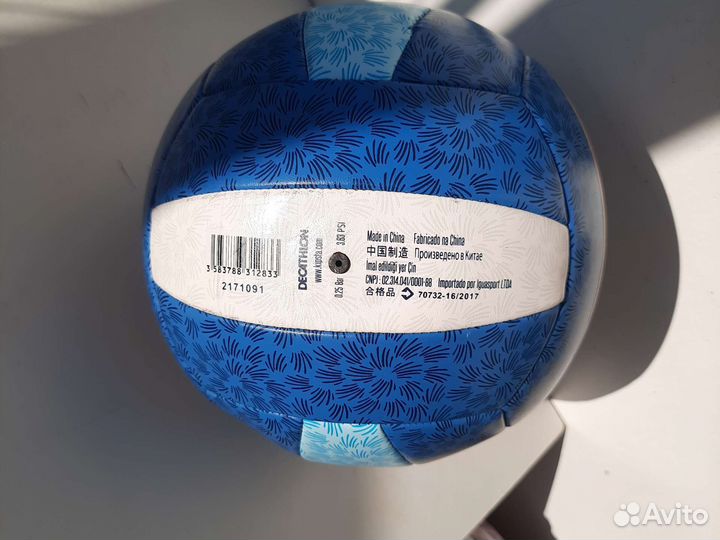 3 583788 312833
2171091
DECATHLON
www.kipsta.com
0.25 Bar 3.63 PSI
Made in China Fabricado na China
中国制造 Произведено в Китае
İmal edildiği yer Çin
CNPJ : 02.314.041/0001-88 Importado por Iguasport LTDA
合格品 70732-16/2017
Avito